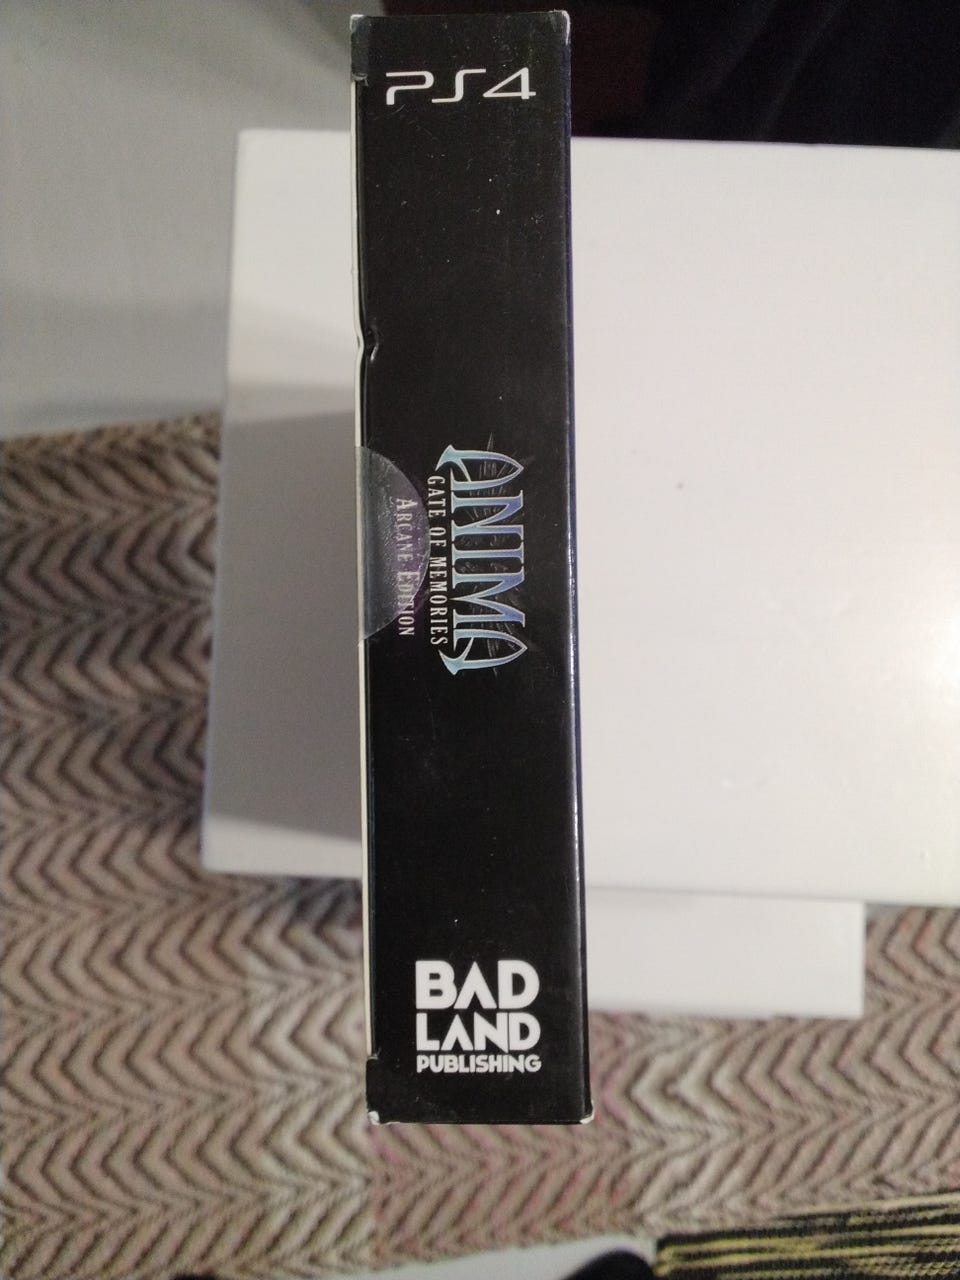 PS4
ANIMA
GATE OF MEMORIES
ARCANE EDITION
BAD
LAND
PUBLISHING